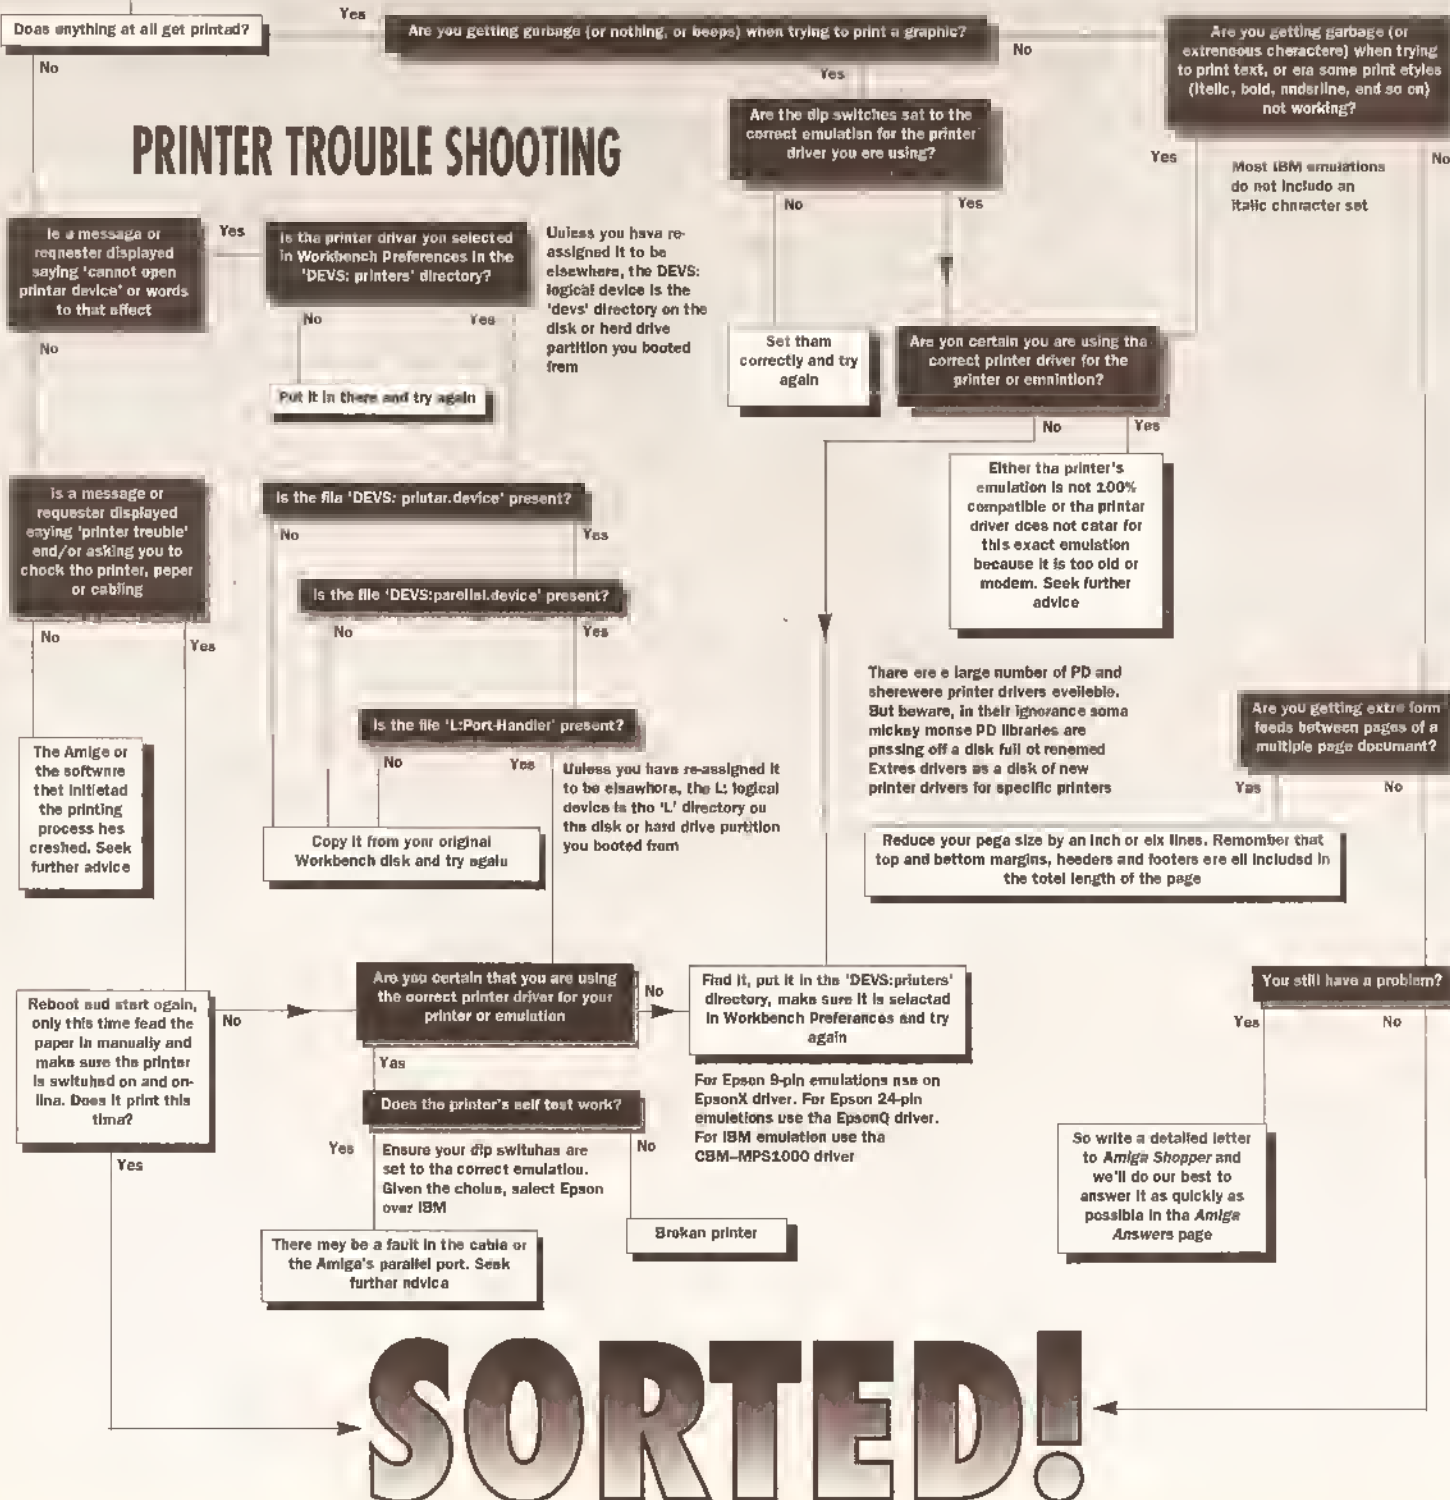 Does anything at all get printed?
Yes
No
Are you getting garbage (or nothing, or beeps) when trying to print a graphic?
No
Yes
Are you getting garbage (or
extreneous characters) when trying
to print text, or are some print styles
(italic, bold, underline, and so on)
not working?
Yes
No
Most IBM emulations
do not include an
italic character set
PRINTER TROUBLE SHOOTING
Are the dip switches set to the
correct emulation for the printer
driver you are using?
No
Yes
Is a message or
requester displayed
saying 'cannot open
printer device' or words
to that affect
Yes
No
Is the printer driver you selected
in Workbench Preferences in the
'DEVS: printers' directory?
No
Yes
Unless you have re-
assigned it to be
elsewhere, the DEVS:
logical device is the
'devs' directory on the
disk or hard drive
partition you booted
from
Put it in there and try again
Set them
correctly and try
again
Are you certain you are using the
correct printer driver for the
printer or emulation?
No
Yes
Either the printer's
emulation is not 100%
compatible or the printer
driver does not cater for
this exact emulation
because it is too old or
modern. Seek further
advice
Is a message or
requester displayed
saying 'printer trouble'
and/or asking you to
check the printer, paper
or cabling
No
Yes
Is the file 'DEVS: printer.device' present?
No
Yes
Is the file 'DEVS:parallel.device' present?
No
Yes
Is the file 'L:Port-Handler' present?
No
Yes
Unless you have re-assigned it
to be elsewhere, the L: logical
device is the 'L' directory on
the disk or hard drive partition
you booted from
The Amiga or
the software
that initiated
the printing
process has
crashed. Seek
further advice
Copy it from your original
Workbench disk and try again
There are a large number of PD and
shareware printer drivers available.
But beware, in their ignorance some
mickey mouse PD libraries are
passing off a disk full of renamed
Extras drivers as a disk of new
printer drivers for specific printers
Are you getting extra form
feeds between pages of a
multiple page document?
Yes
No
Reduce your page size by an inch or six lines. Remember that
top and bottom margins, headers and footers are all included in
the total length of the page
Reboot and start again,
only this time feed the
paper in manually and
make sure the printer
is switched on and on-
line. Does it print this
time?
No
Yes
Are you certain that you are using
the correct printer driver for your
printer or emulation
No
Yes
Find it, put it in the 'DEVS:printers'
directory, make sure it is selected
in Workbench Preferences and try
again
For Epson 9-pin emulations use on
EpsonX driver. For Epson 24-pin
emulations use the EpsonQ driver.
For IBM emulation use the
CBM–MPS1000 driver
Does the printer's self test work?
Yes
No
Ensure your dip switches are
set to the correct emulation.
Given the choice, select Epson
over IBM
There may be a fault in the cable or
the Amiga's parallel port. Seek
further advice
Broken printer
You still have a problem?
Yes
No
So write a detailed letter
to Amiga Shopper and
we'll do our best to
answer it as quickly as
possible in the Amiga
Answers page
SORTED!